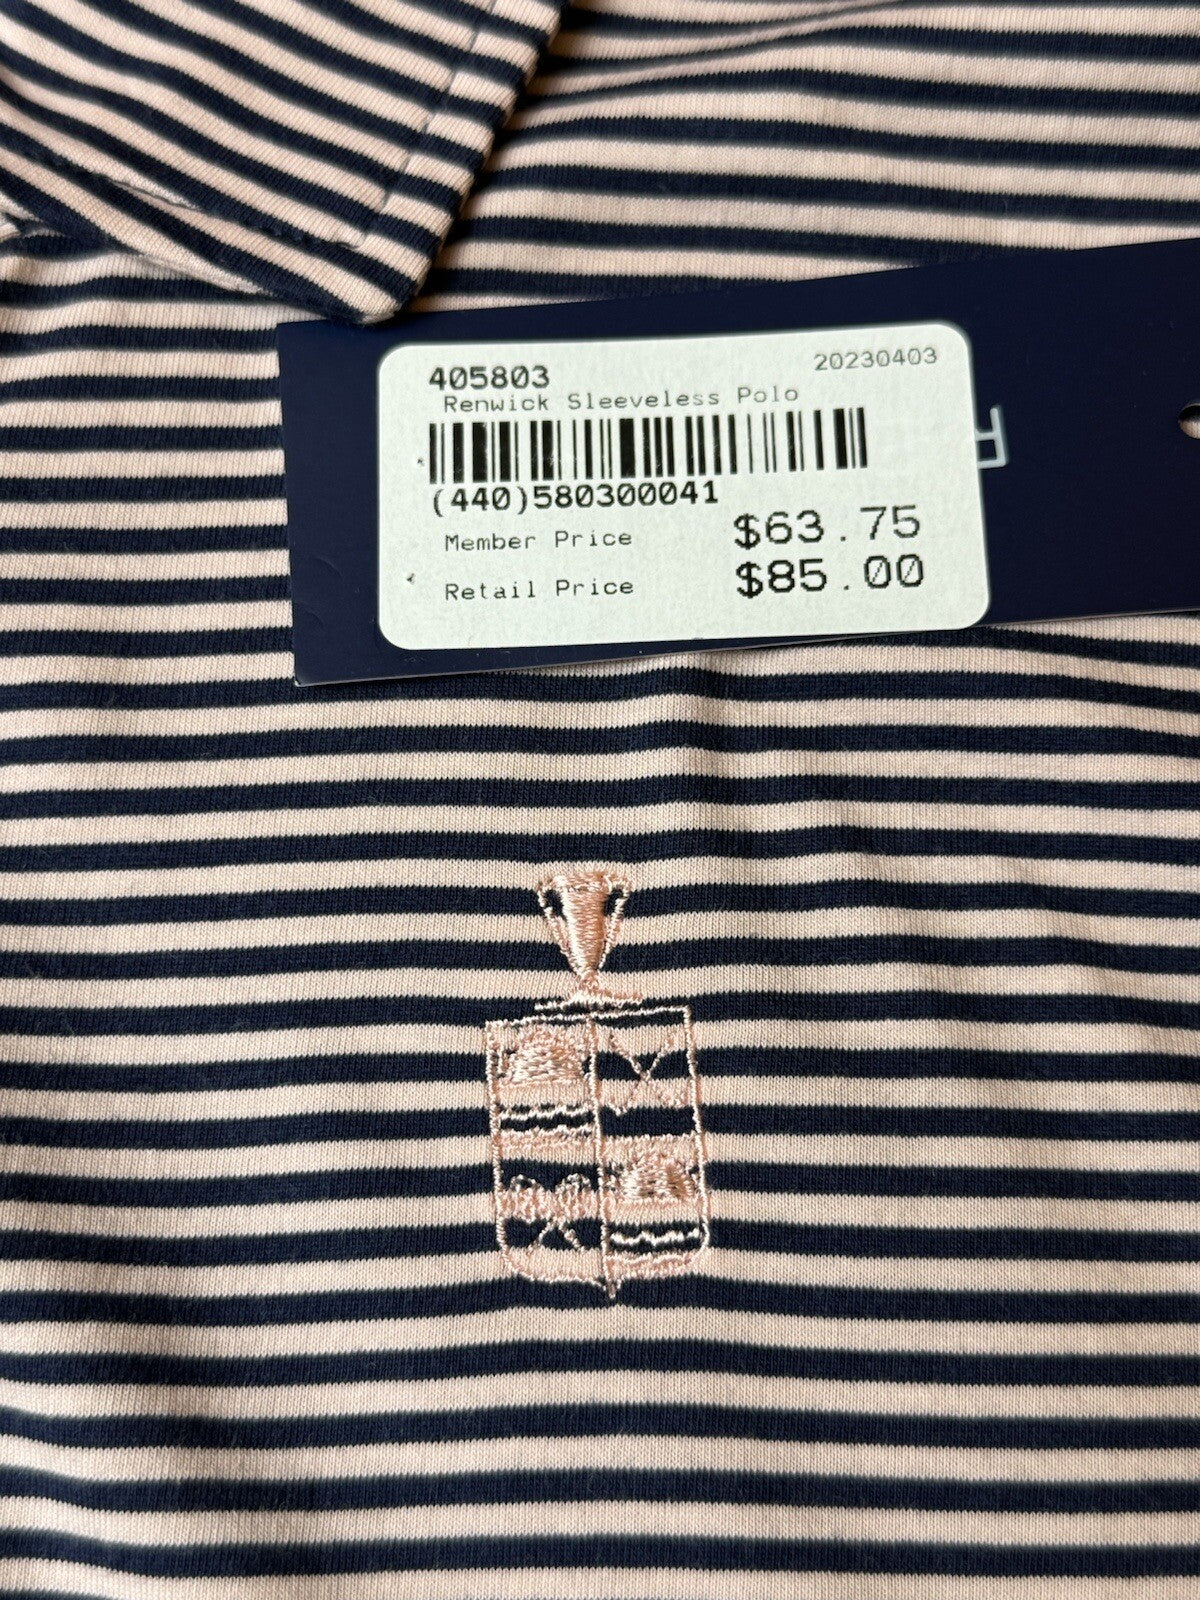 405803
20230403
Renwick Sleeveless Polo
(440)580300041
Member Price $63.75
Retail Price $85.00